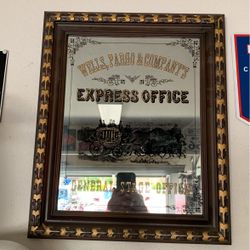 WELLS, FARGO & COMPANY'S
EXPRESS OFFICE
GENERAL STAGE OFFICE